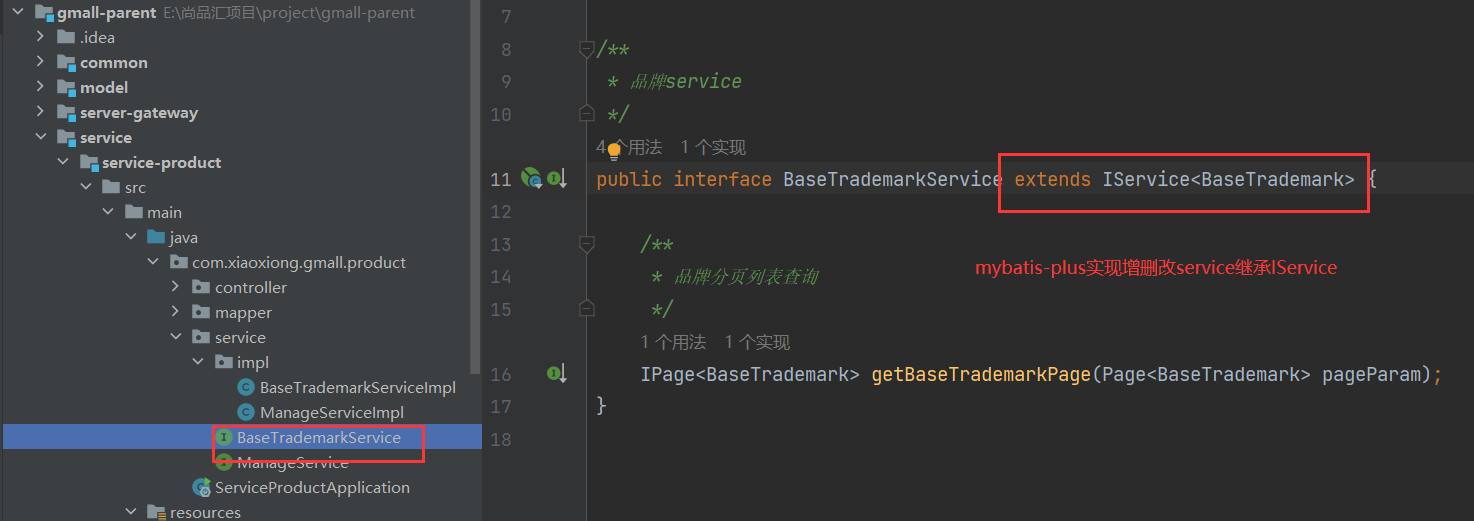 gmall-parent E:\尚品汇项目\project\gmall-parent
.idea
common
model
server-gateway
service
service-product
src
main
java
com.xiaoxiong.gmall.product
controller
mapper
service
impl
BaseTrademarkServiceImpl
ManageServiceImpl
BaseTrademarkService
ManageService
ServiceProductApplication
resources
7
8 /**
9 * 品牌service
10 */
4个用法 1 个实现
11 public interface BaseTrademarkService extends IService<BaseTrademark> {
12
13 /**
14 * 品牌分页列表查询
15 */
mybatis-plus实现增删改service继承IService
1 个用法 1 个实现
16 IPage<BaseTrademark> getBaseTrademarkPage(Page<BaseTrademark> pageParam);
17 }
18